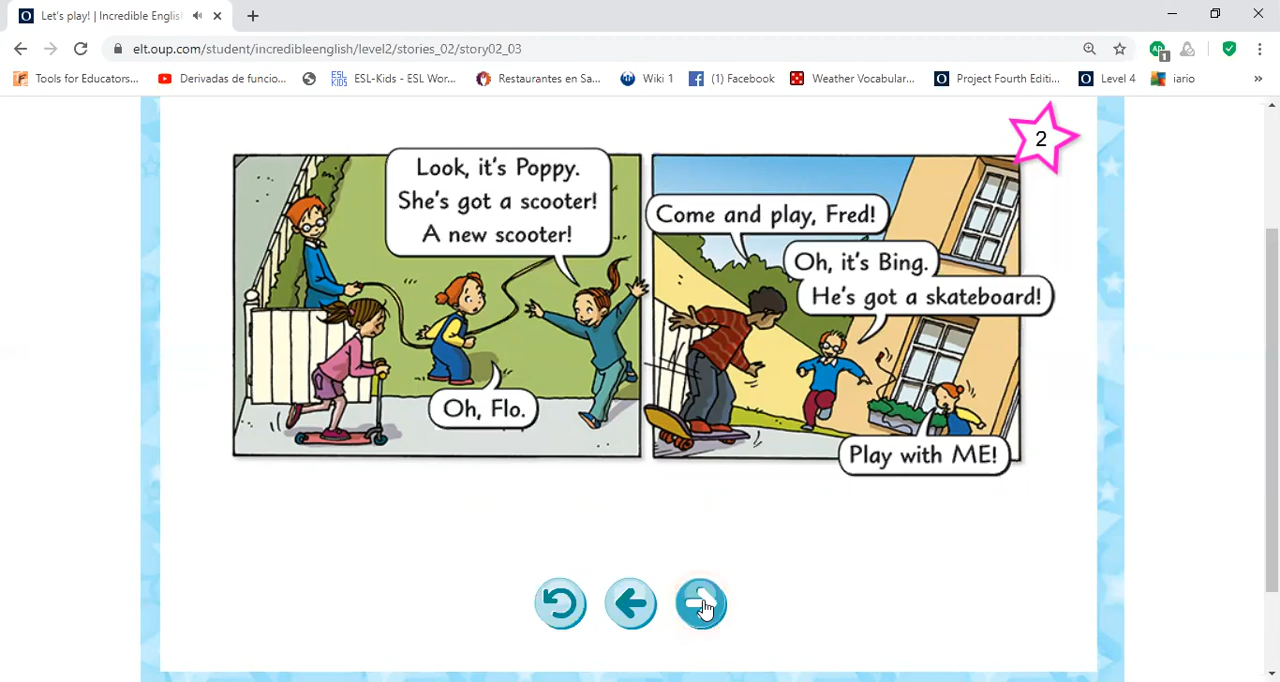 Let's play! | Incredible Englis
elt.oup.com/student/incredibleenglish/level2/stories_02/story02_03
Tools for Educators...
Derivadas de funcio...
ESL-Kids - ESL Wor...
Restaurantes en Sa...
Wiki 1
(1) Facebook
Weather Vocabular...
Project Fourth Editi...
Level 4
iario
2
Look, it's Poppy.
She's got a scooter!
A new scooter!
Oh, Flo.
Come and play, Fred!
Oh, it's Bing.
He's got a skateboard!
Play with ME!